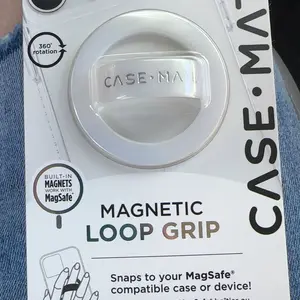 360°
rotation
CASE·MA
CASE·MAT
BUILT-IN
MAGNETS
WORK WITH
MagSafe®
MAGNETIC
LOOP GRIP
Snaps to your MagSafe®
compatible case or device!